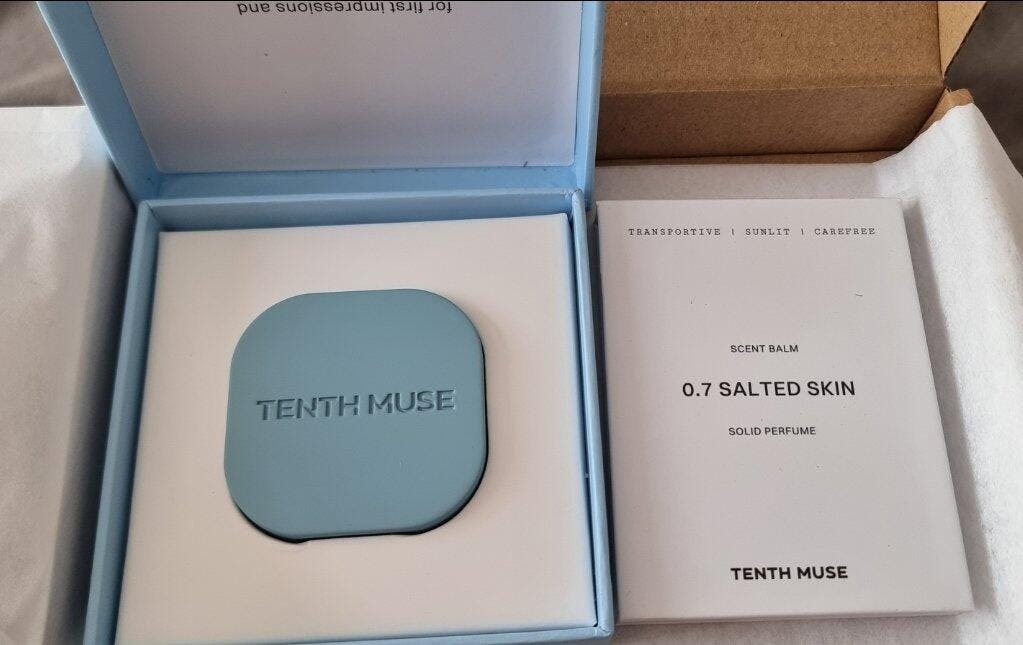 for first impressions and
TENTH MUSE
TRANSPORTIVE | SUNLIT | CAREFREE
SCENT BALM
0.7 SALTED SKIN
SOLID PERFUME
TENTH MUSE